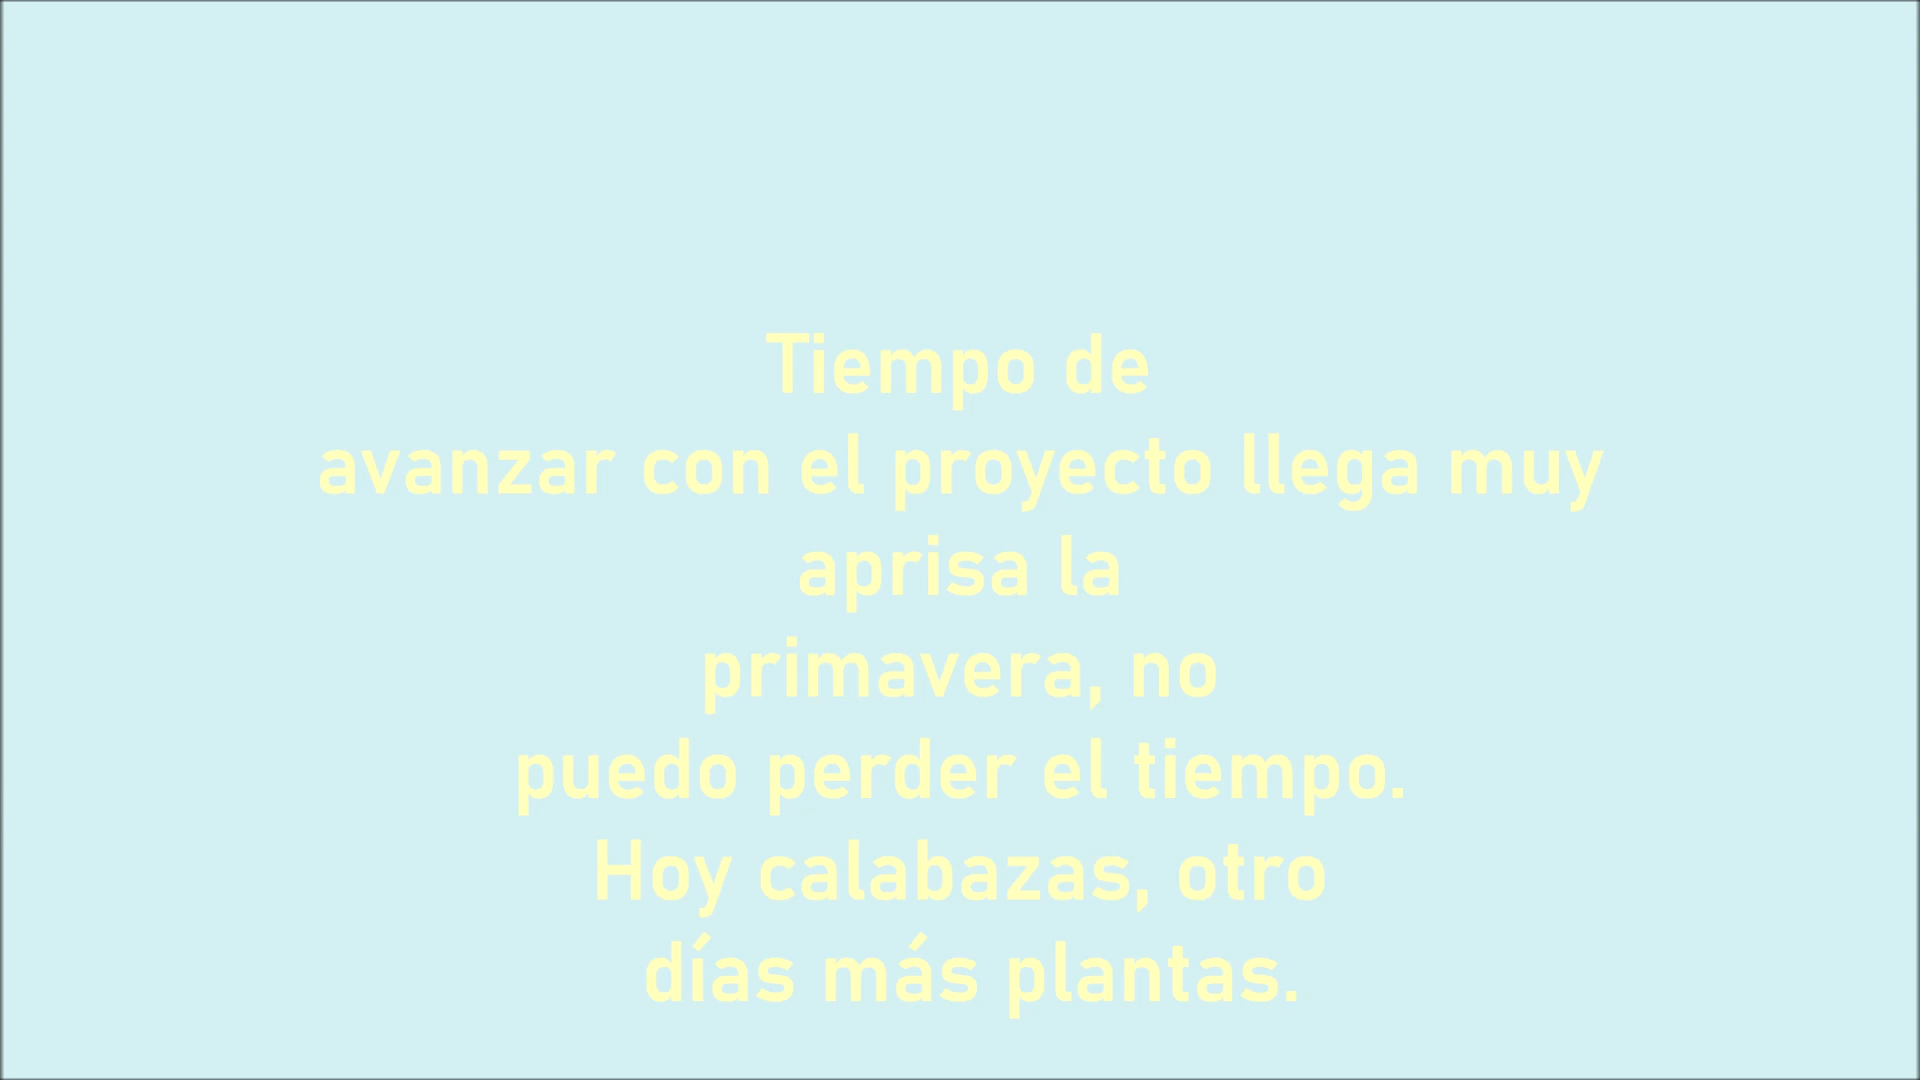 Tiempo de
avanzar con el proyecto llega muy
aprisa la
primavera, no
puedo perder el tiempo.
Hoy calabazas, otro
días más plantas.